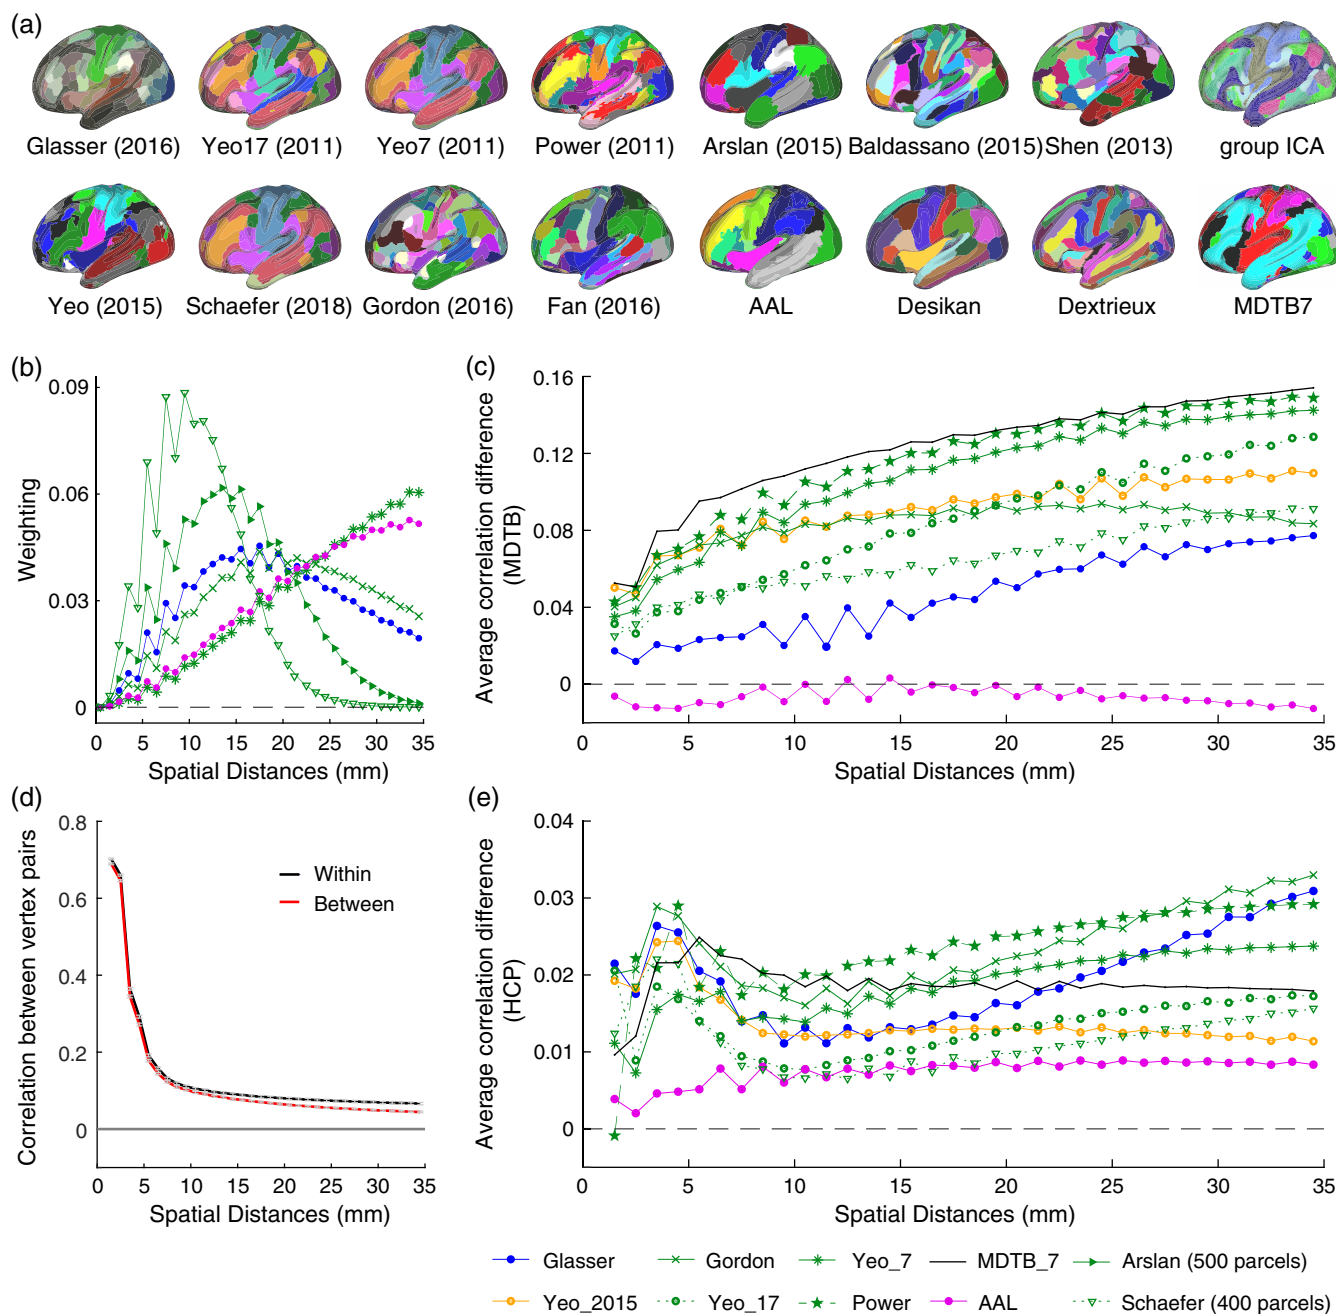 (a)
Glasser (2016) Yeo17 (2011) Yeo7 (2011) Power (2011) Arslan (2015) Baldassano (2015) Shen (2013) group ICA
Yeo (2015) Schaefer (2018) Gordon (2016) Fan (2016) AAL Desikan Dextrieux MDTB7
(b)
Weighting
0.09
0.06
0.03
0
0 5 10 15 20 25 30 35
Spatial Distances (mm)
(c)
Average correlation difference
(MDTB)
0.16
0.12
0.08
0.04
0
0 5 10 15 20 25 30 35
Spatial Distances (mm)
(d)
Correlation between vertex pairs
0.8
0.6
0.4
0.2
0
Within
Between
0 5 10 15 20 25 30 35
Spatial Distances (mm)
(e)
Average correlation difference
(HCP)
0.04
0.03
0.02
0.01
0
0 5 10 15 20 25 30 35
Spatial Distances (mm)
Glasser Gordon Yeo_7 MDTB_7 Arslan (500 parcels)
Yeo_2015 Yeo_17 Power AAL Schaefer (400 parcels)